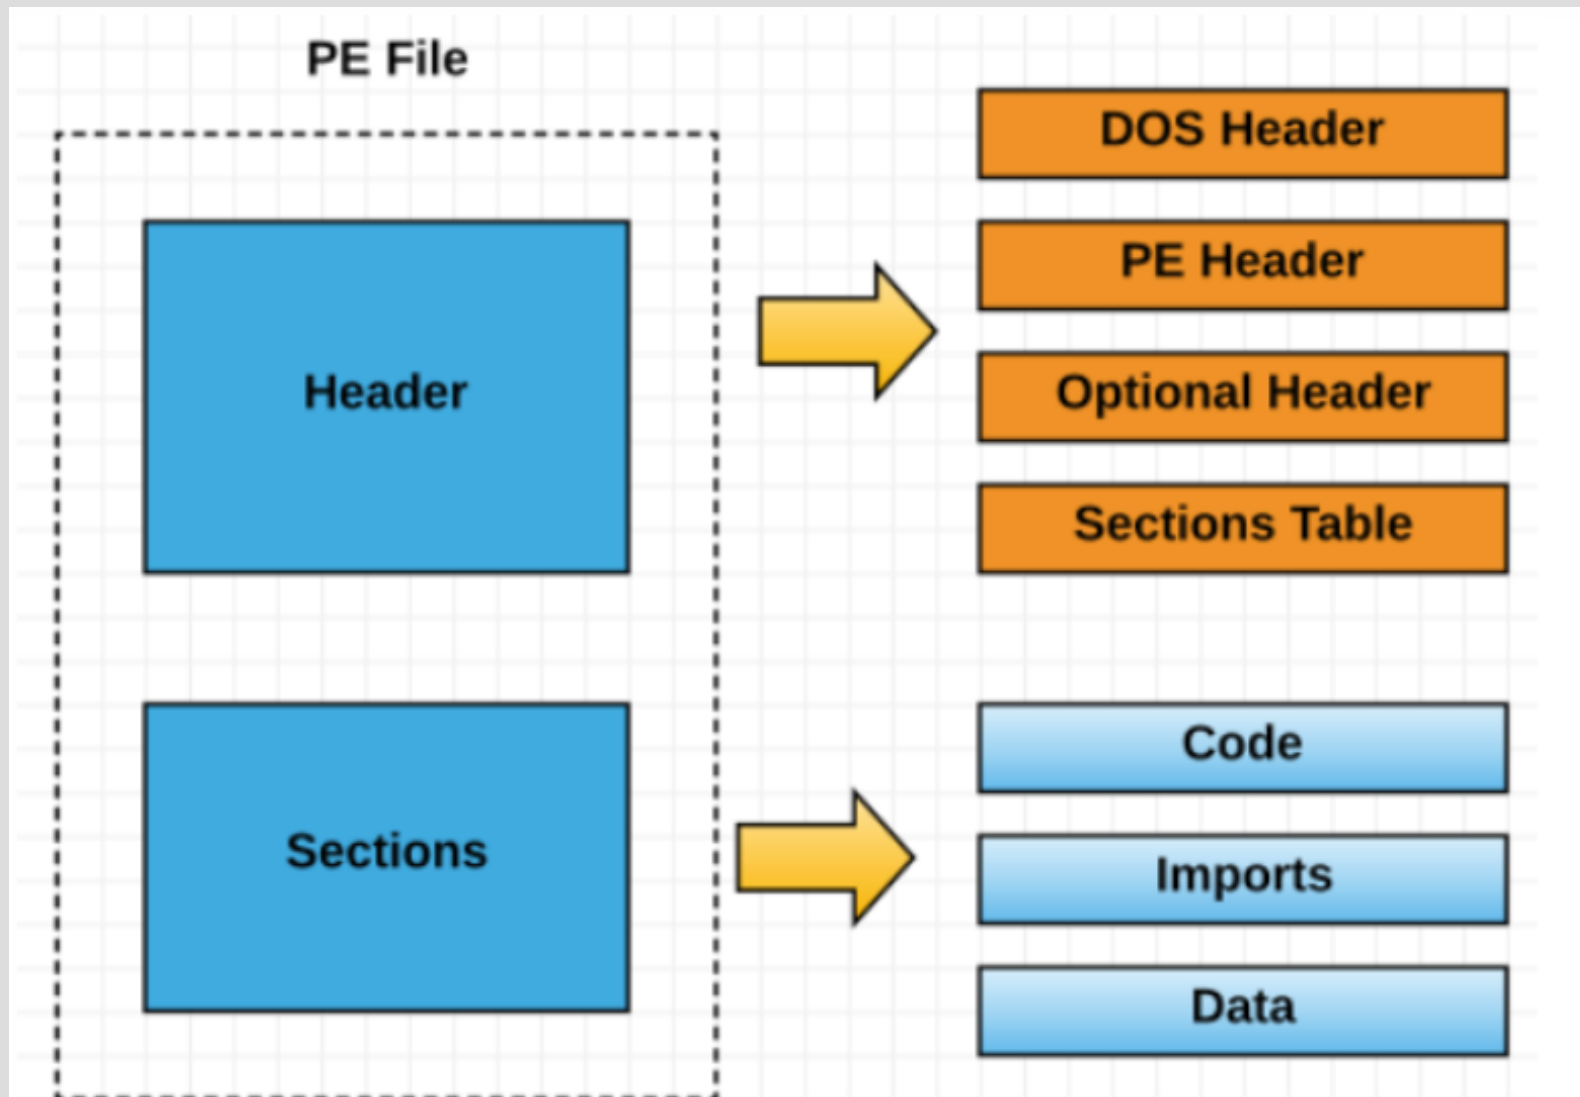 PE File
Header
Sections
DOS Header
PE Header
Optional Header
Sections Table
Code
Imports
Data